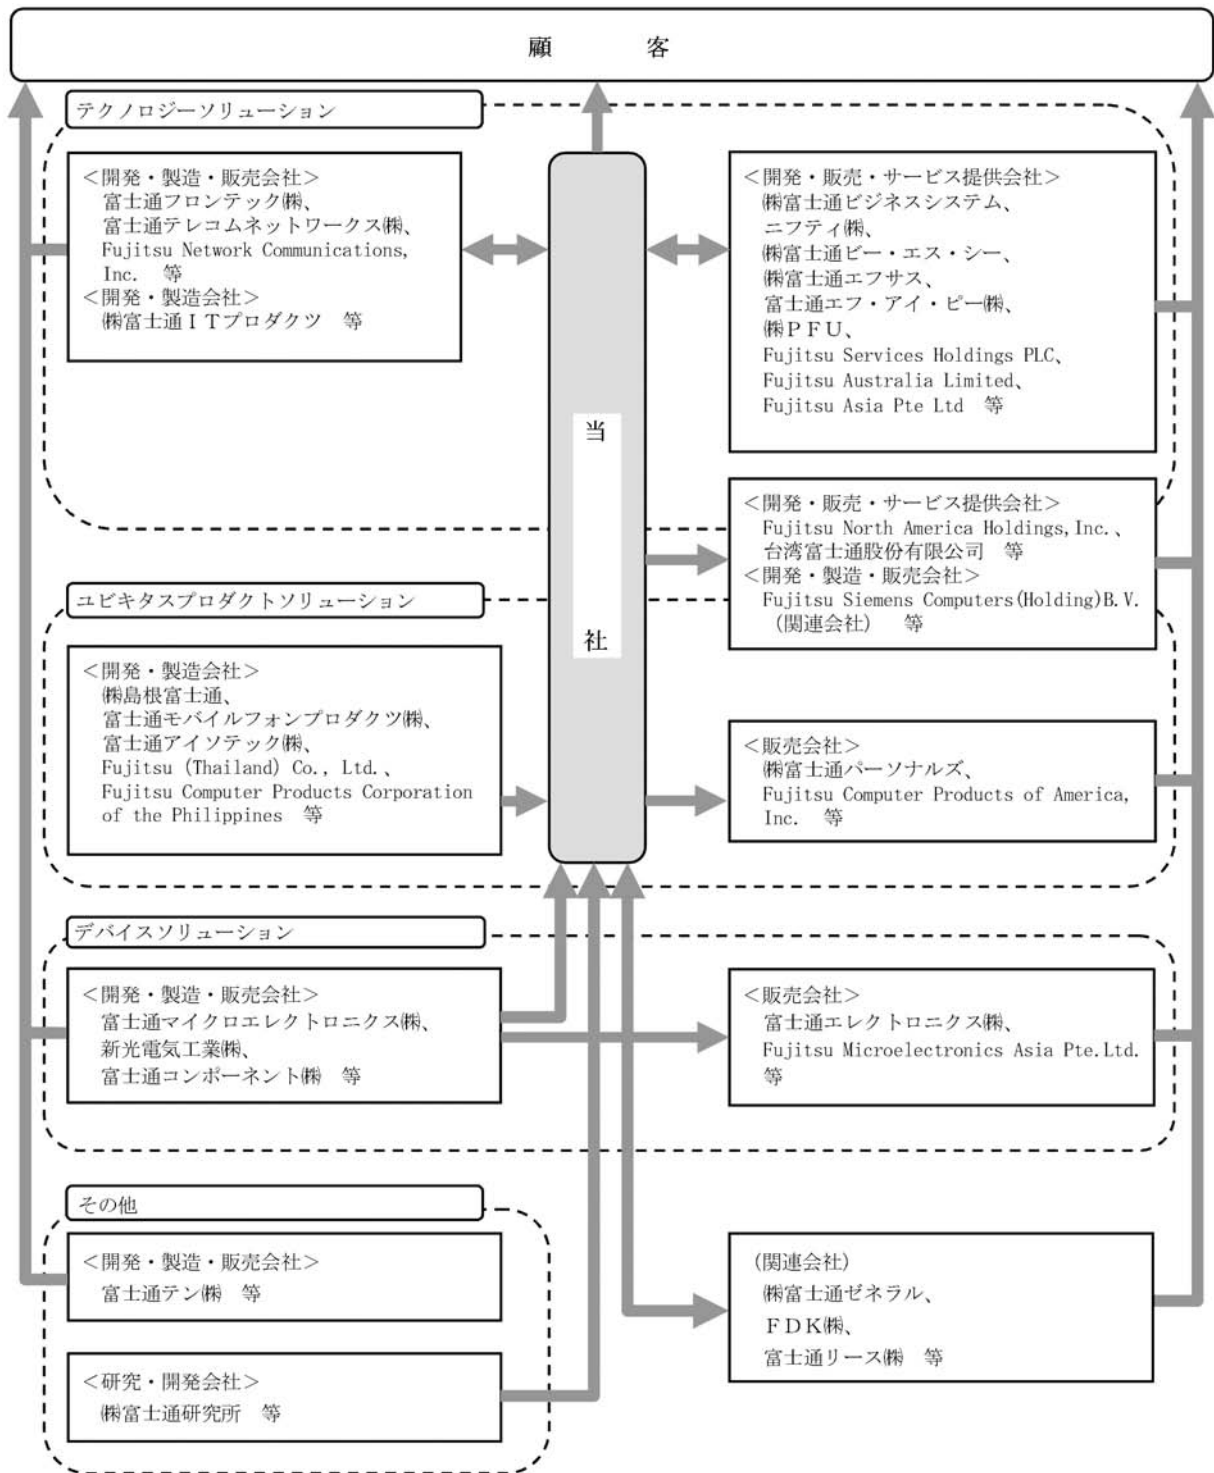 顧 客
テクノロジーソリューション
＜開発・製造・販売会社＞
富士通フロンテック㈱、
富士通テレコムネットワークス㈱、
Fujitsu Network Communications,
Inc. 等
＜開発・製造会社＞
㈱富士通ＩＴプロダクツ 等
＜開発・販売・サービス提供会社＞
㈱富士通ビジネスシステム、
ニフティ㈱、
㈱富士通ビー・エス・シー、
㈱富士通エフサス、
富士通エフ・アイ・ピー㈱、
㈱ＰＦＵ、
Fujitsu Services Holdings PLC、
Fujitsu Australia Limited、
Fujitsu Asia Pte Ltd 等
当
社
＜開発・販売・サービス提供会社＞
Fujitsu North America Holdings,Inc.、
台湾富士通股份有限公司 等
＜開発・製造・販売会社＞
Fujitsu Siemens Computers(Holding)B.V.
（関連会社） 等
ユビキタスプロダクトソリューション
＜開発・製造会社＞
㈱島根富士通、
富士通モバイルフォンプロダクツ㈱、
富士通アイソテック㈱、
Fujitsu (Thailand) Co., Ltd.、
Fujitsu Computer Products Corporation
of the Philippines 等
＜販売会社＞
㈱富士通パーソナルズ、
Fujitsu Computer Products of America,
Inc. 等
デバイスソリューション
＜開発・製造・販売会社＞
富士通マイクロエレクトロニクス㈱、
新光電気工業㈱、
富士通コンポーネント㈱ 等
＜販売会社＞
富士通エレクトロニクス㈱、
Fujitsu Microelectronics Asia Pte.Ltd.
等
その他
＜開発・製造・販売会社＞
富士通テン㈱ 等
＜研究・開発会社＞
㈱富士通研究所 等
（関連会社）
㈱富士通ゼネラル、
ＦＤＫ㈱、
富士通リース㈱ 等